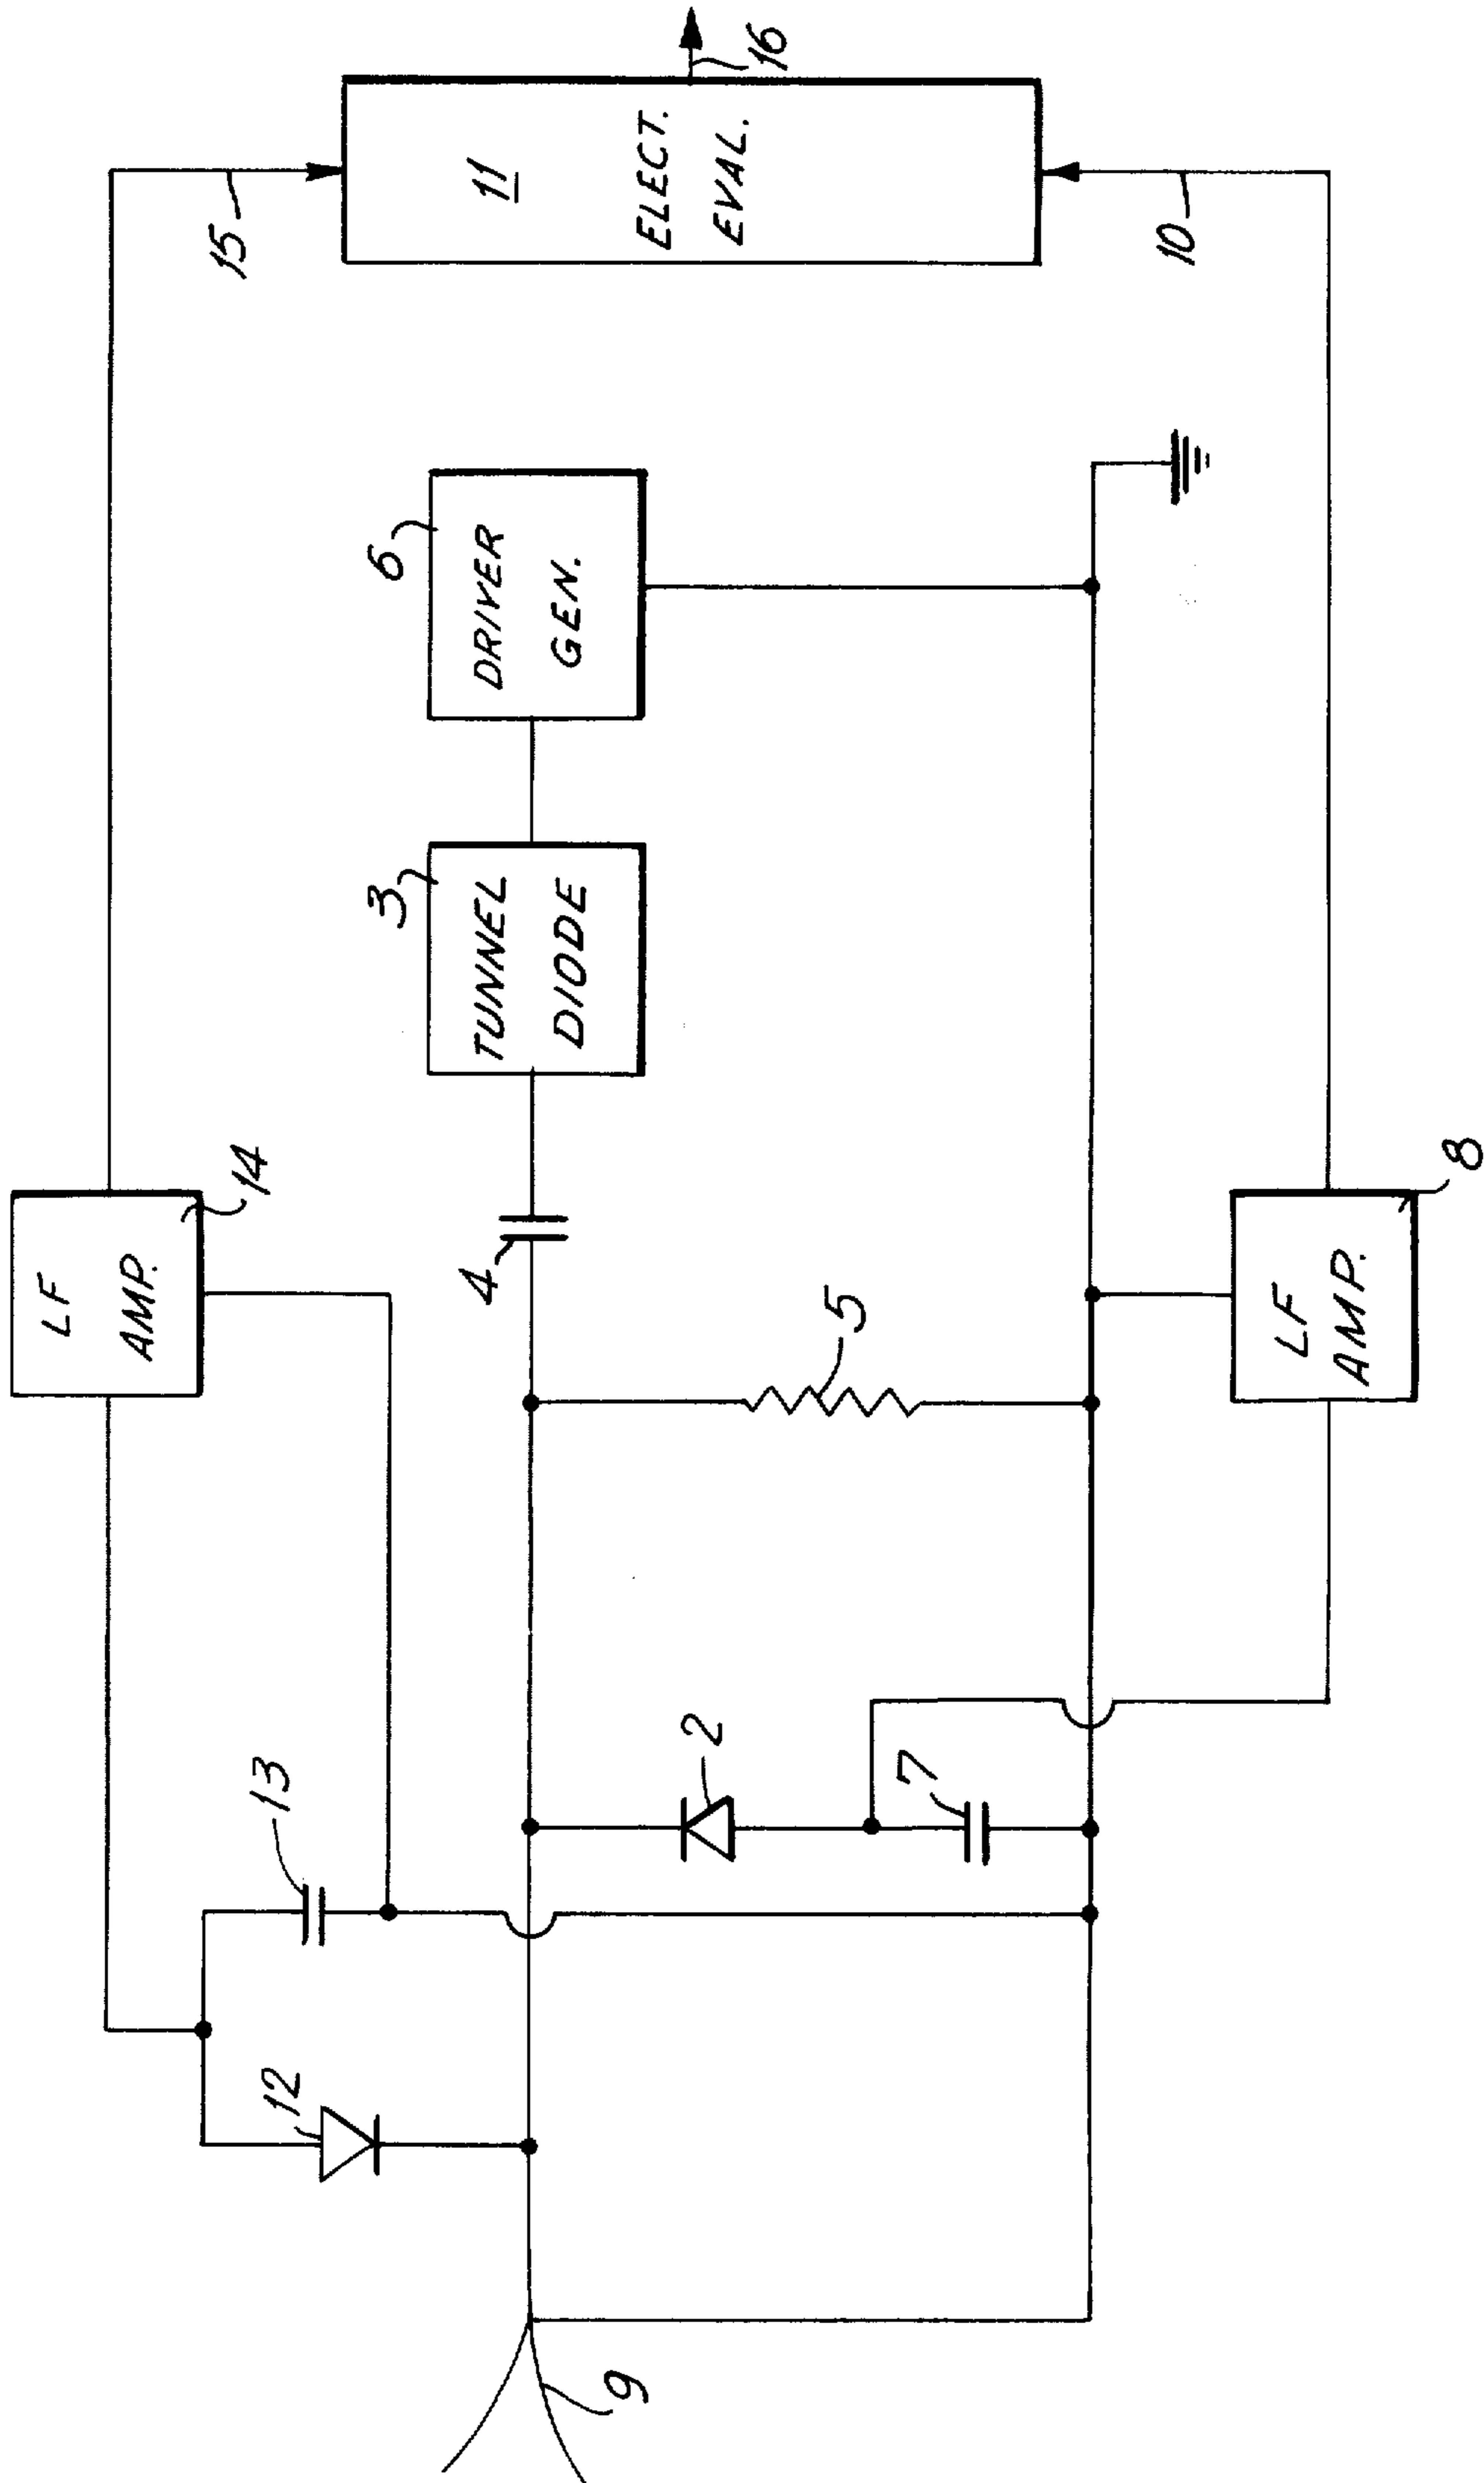 LF
AMP.
14
15
13
12
3
6
4
TUNNEL
DIODE
DRIVER
GEN.
11
ELECT.
EVAL.
16
9
2
5
7
10
LF
AMP.
8